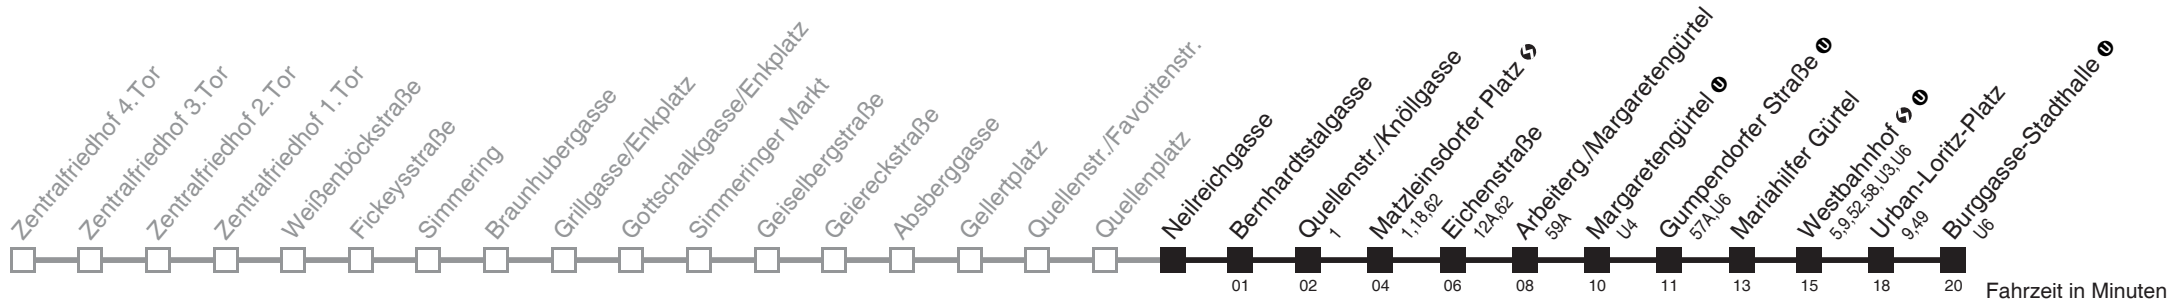 Zentralfriedhof 4.Tor
Zentralfriedhof 3.Tor
Zentralfriedhof 2.Tor
Zentralfriedhof 1.Tor
Weißenböckstraße
Fickeysstraße
Simmering
Braunhubergasse
Grillgasse/Enkplatz
Gottschalkgasse/Enkplatz
Simmeringer Markt
Geiselbergstraße
Geiereckstraße
Absberggasse
Gellertplatz
Quellenstr./Favoritenstr.
Quellenplatz
Neilreichgasse
Bernhardtstalgasse
Quellenstr./Knöllgasse
1
Matzleinsdorfer Platz
1,18,62
Eichenstraße
12A,62
Arbeiterg./Margaretengürtel
59A
Margaretengürtel U
U4
Gumpendorfer Straße U
57A,U6
Mariahilfer Gürtel
Westbahnhof U
5,9,52,58,U3,U6
Urban-Loritz-Platz
9,49
Burggasse-Stadthalle U
U6
01 02 04 06 08 10 11 13 15 18 20
Fahrzeit in Minuten